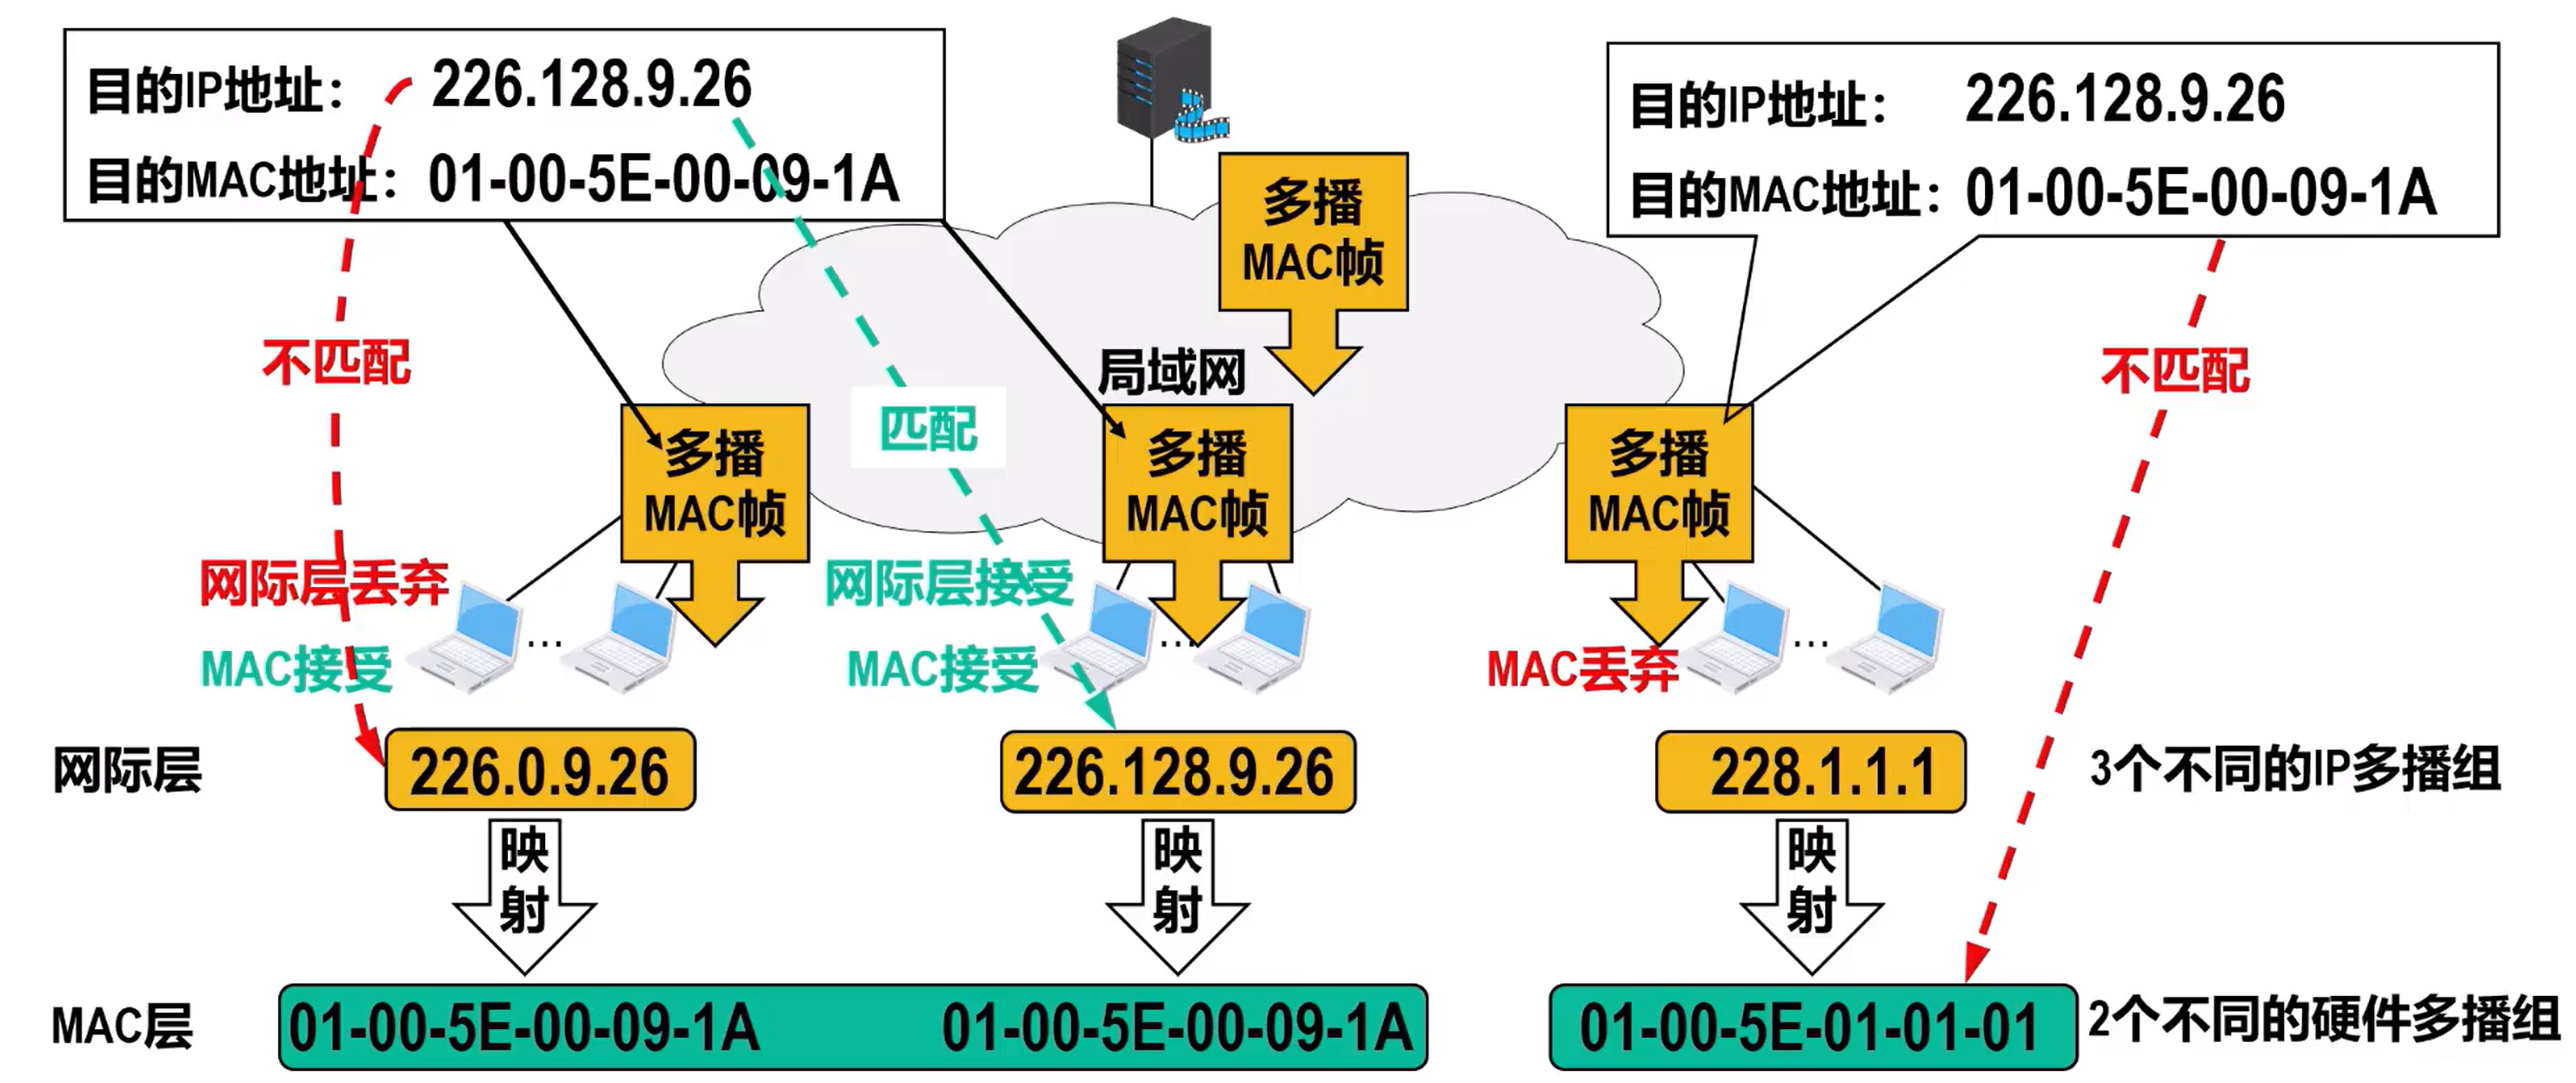 目的IP地址： 226.128.9.26
目的MAC地址：01-00-5E-00-09-1A
目的IP地址： 226.128.9.26
目的MAC地址：01-00-5E-00-09-1A
多播
MAC帧
局域网
不匹配
匹配
不匹配
多播
MAC帧
多播
MAC帧
多播
MAC帧
网际层丢弃
MAC接受
...
网际层接受
MAC接受
...
MAC丢弃
...
网际层
226.0.9.26
226.128.9.26
228.1.1.1
3个不同的IP多播组
映
射
映
射
映
射
MAC层
01-00-5E-00-09-1A
01-00-5E-00-09-1A
01-00-5E-01-01-01
2个不同的硬件多播组